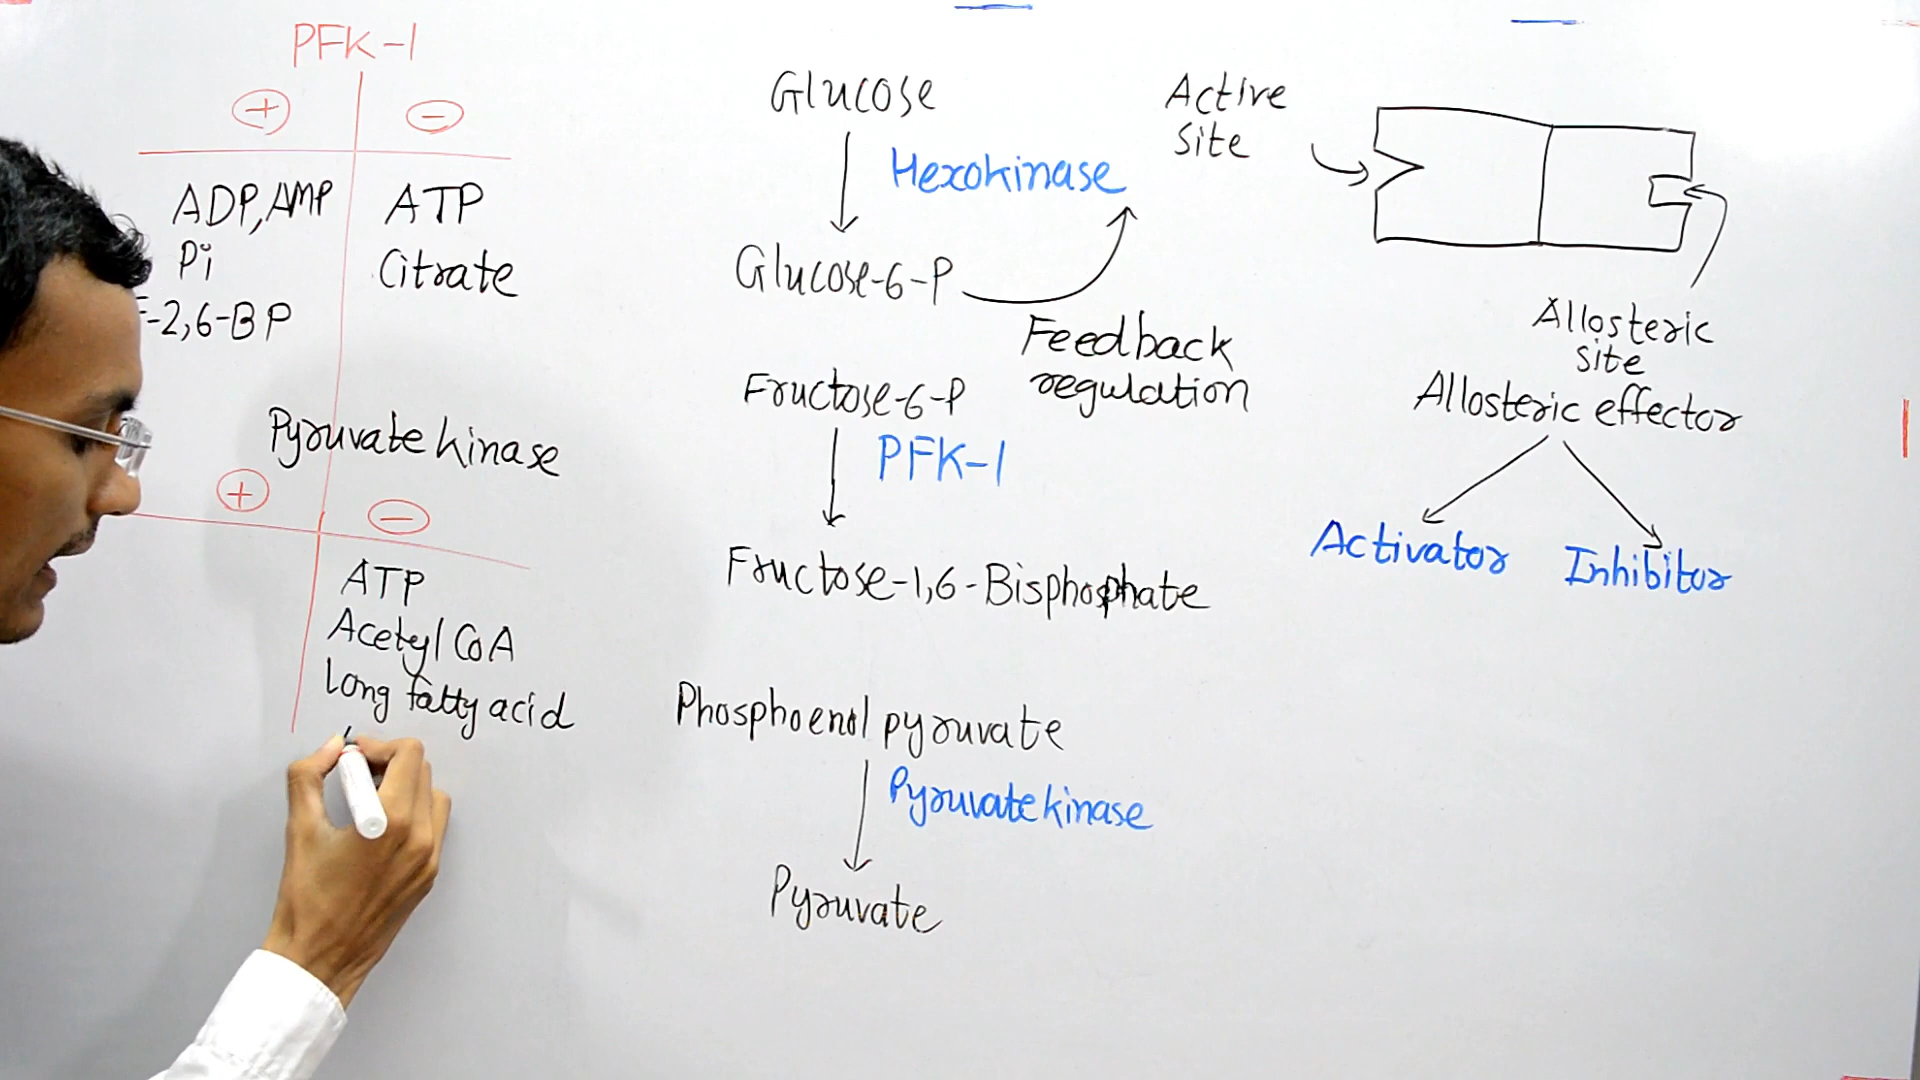 PFK-1
+
-
ADP, AMP
Pi
F-2,6-BP
ATP
Citrate
Pyruvate kinase
+
-
ATP
Acetyl CoA
Long fatty acid
Glucose
Hexokinase
Glucose-6-P
Feedback
regulation
Fructose-6-P
PFK-1
Fructose-1,6-Bisphosphate
Phosphoenol pyruvate
Pyruvate kinase
Pyruvate
Active
site
Allosteric
site
Allosteric effector
Activator
Inhibitor